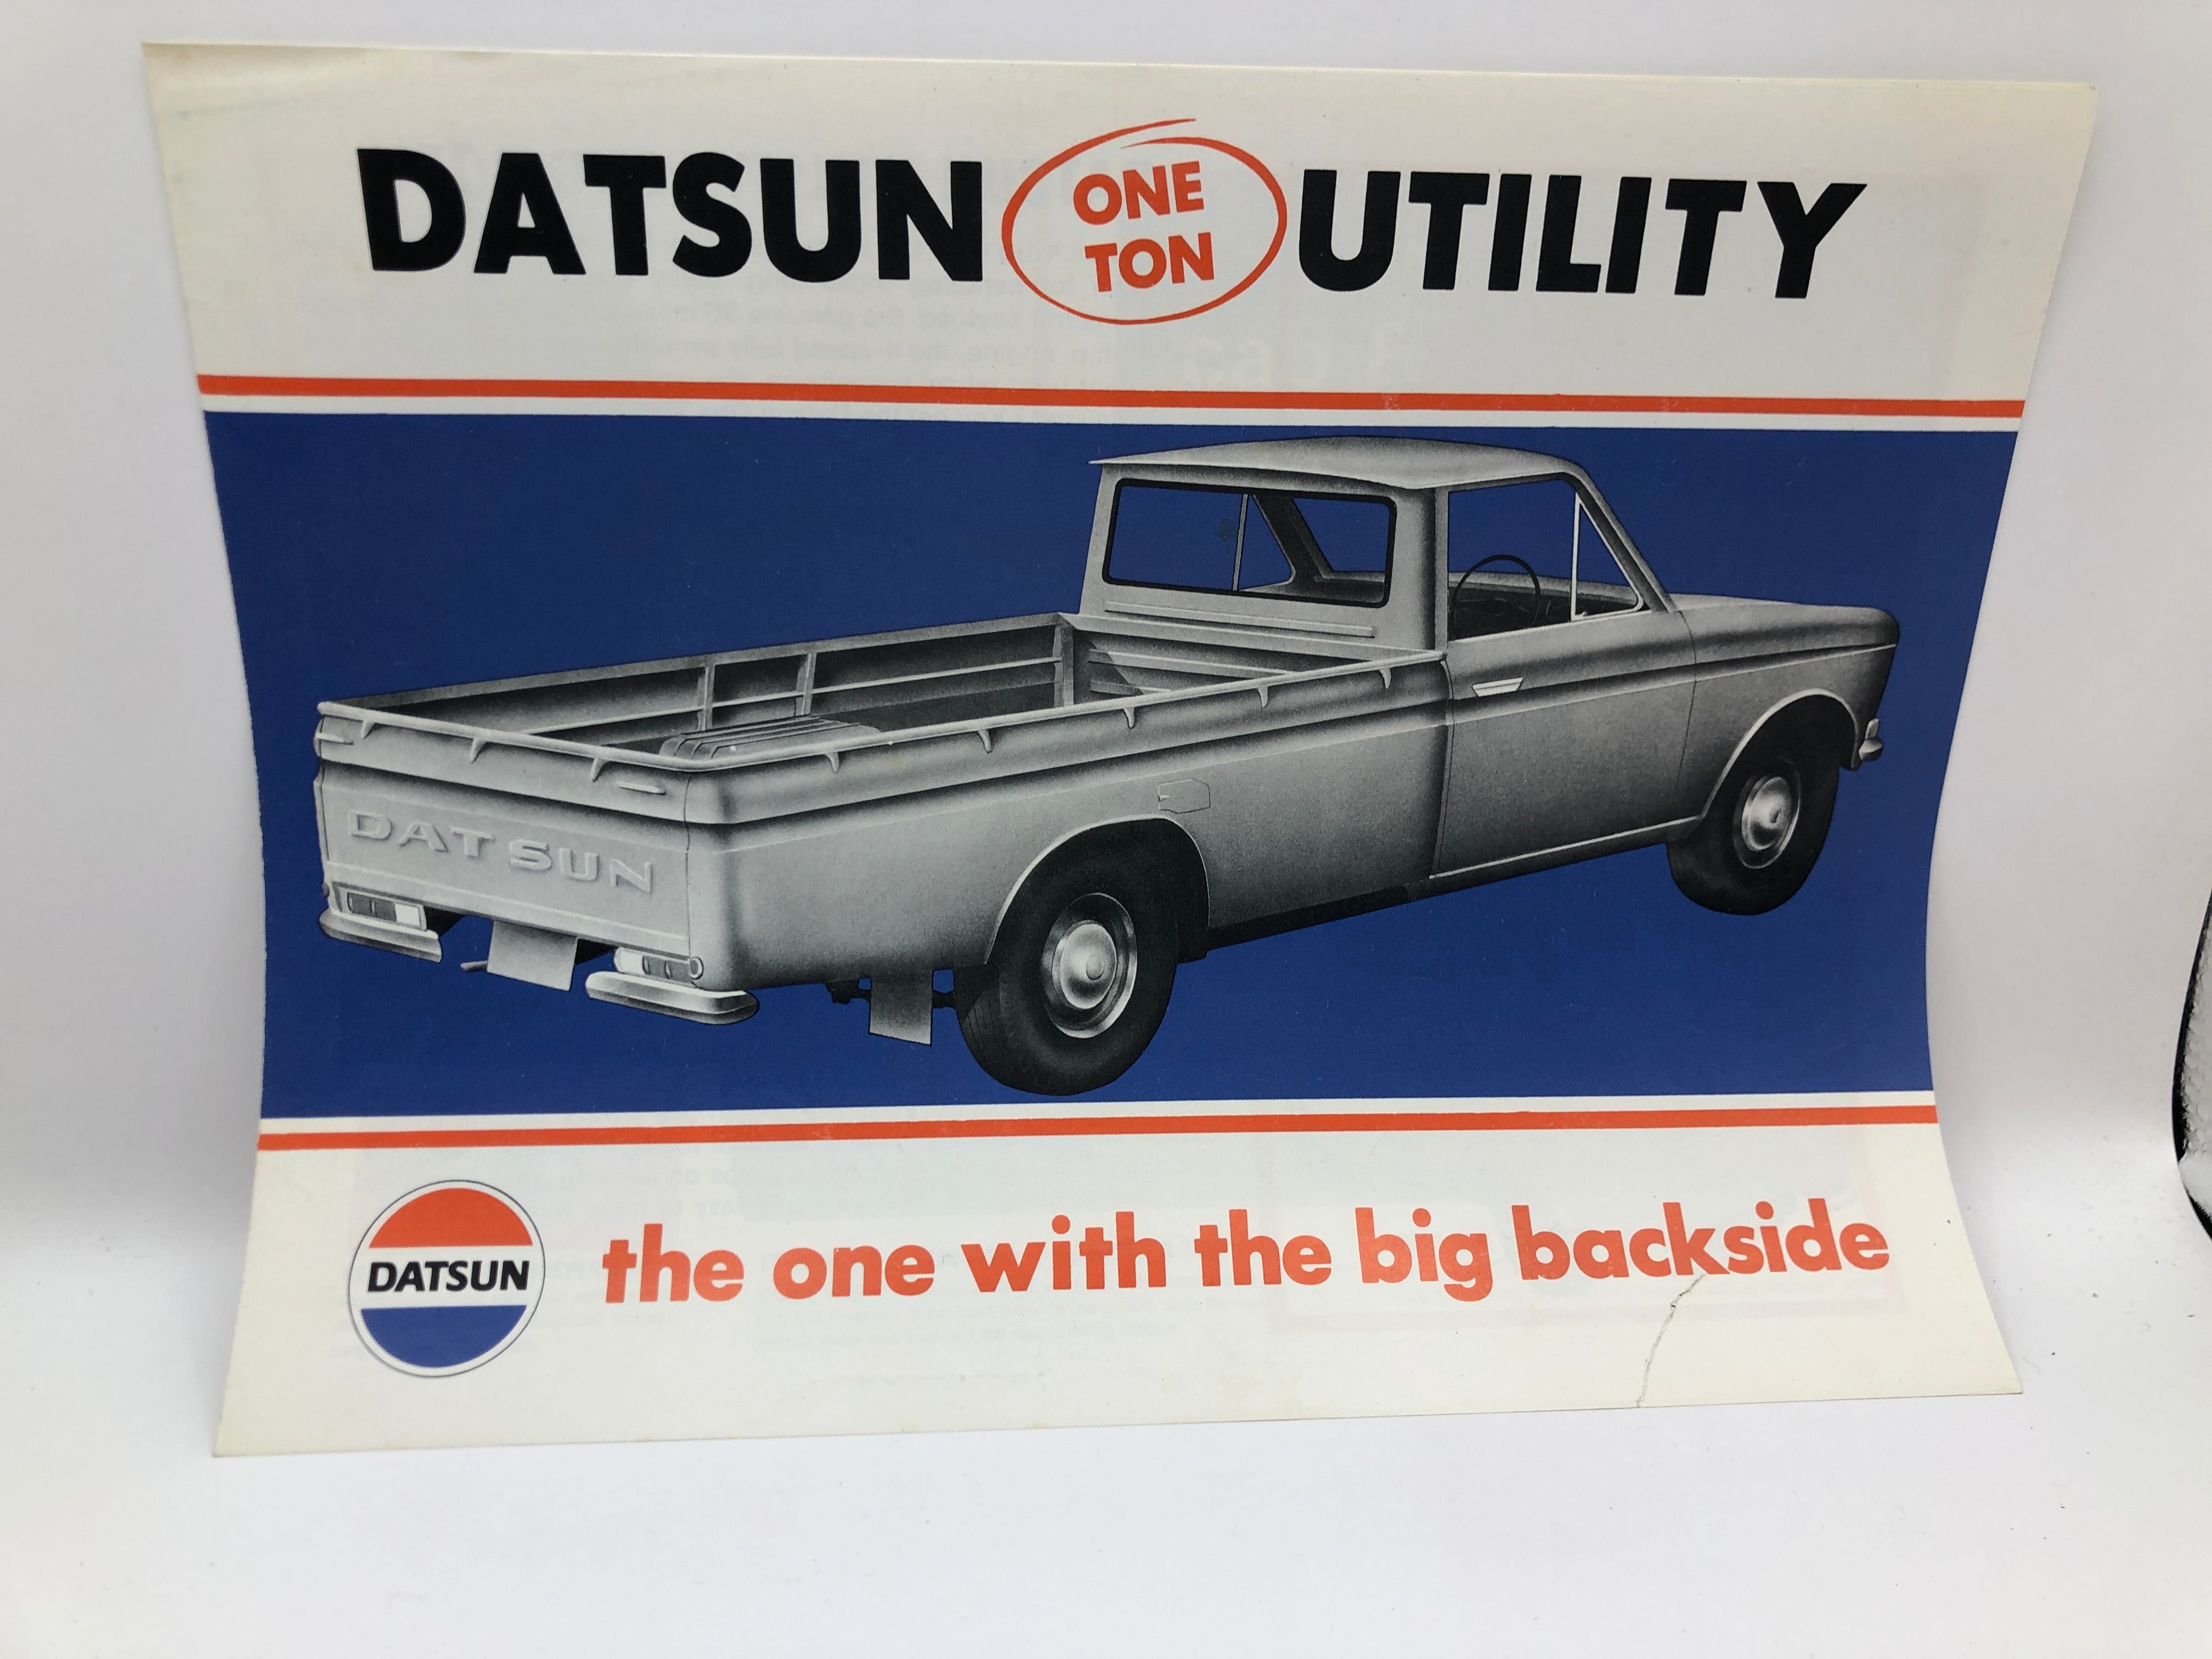 DATSUN ONE TON UTILITY
DATSUN
DATSUN
the one with the big backside